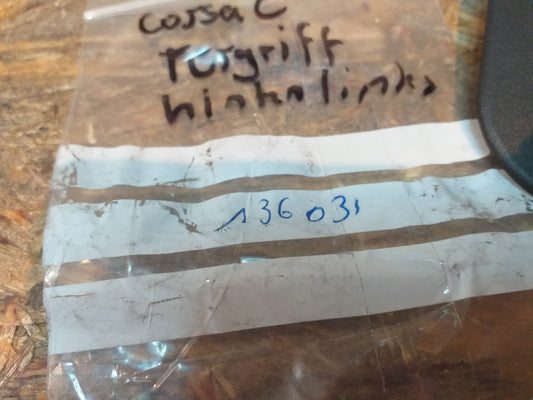 Corsa C
Türgriff
hinten links
136031